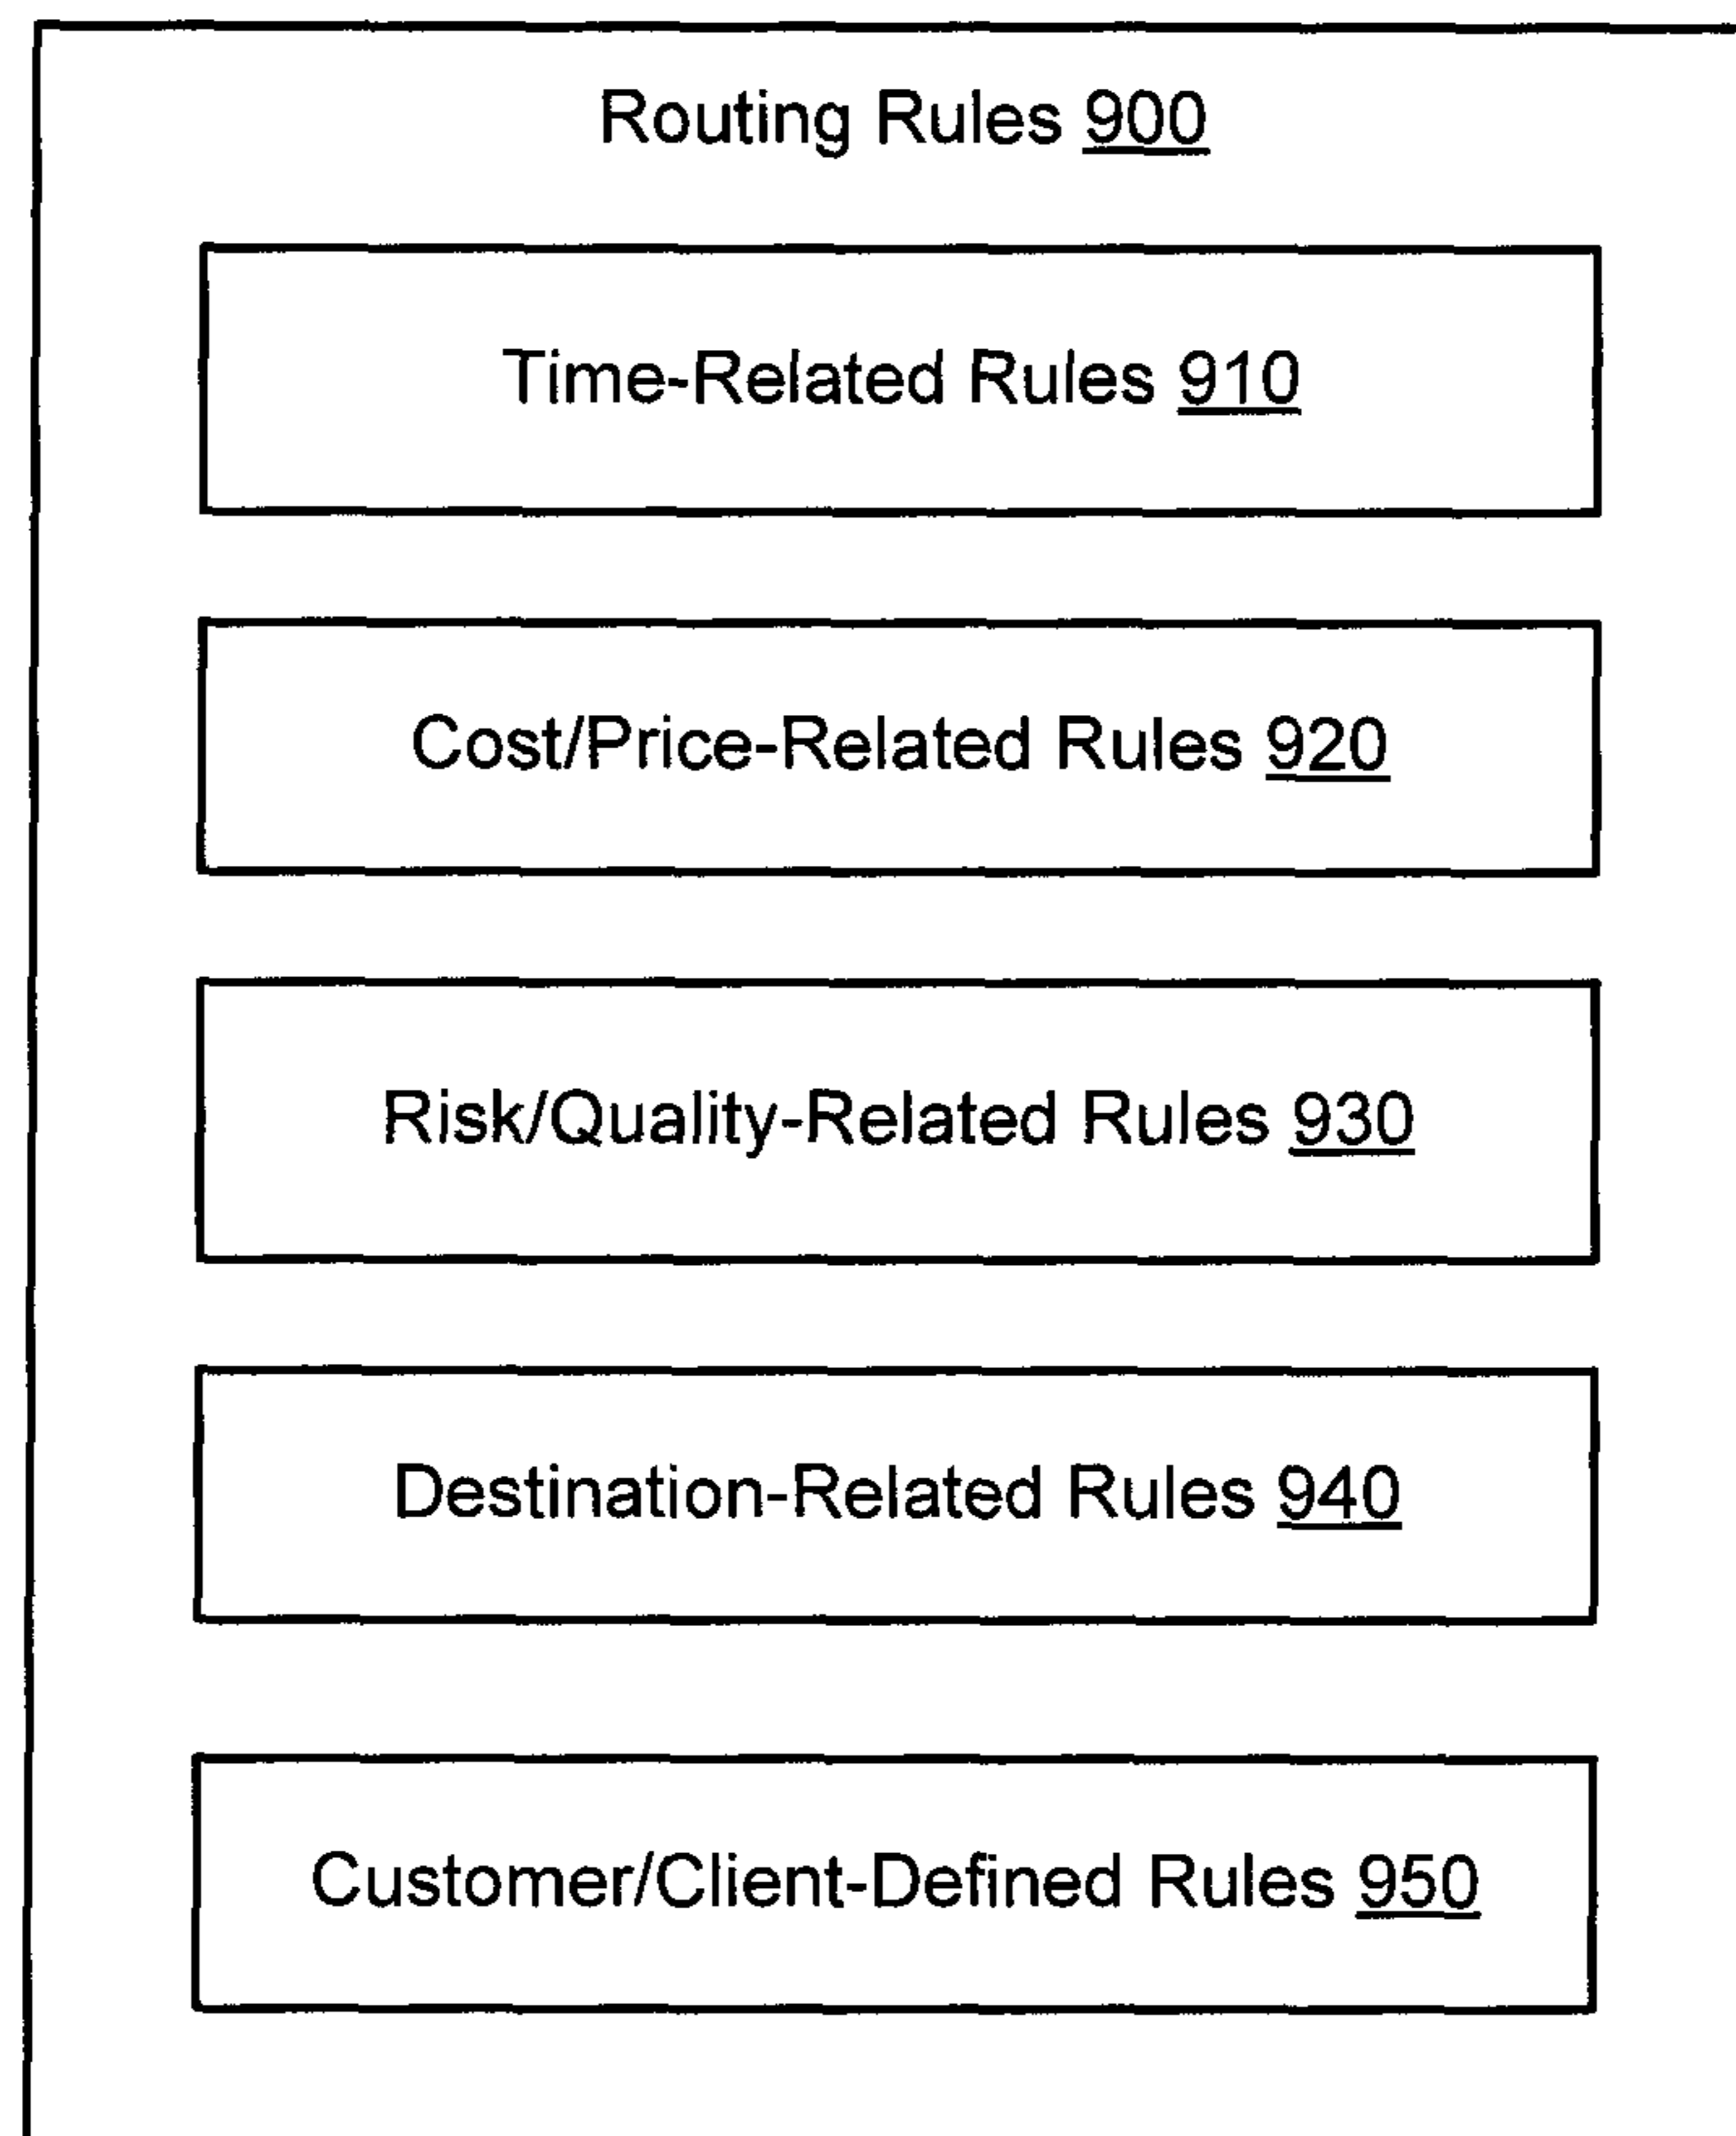 Routing Rules 900
Time-Related Rules 910
Cost/Price-Related Rules 920
Risk/Quality-Related Rules 930
Destination-Related Rules 940
Customer/Client-Defined Rules 950